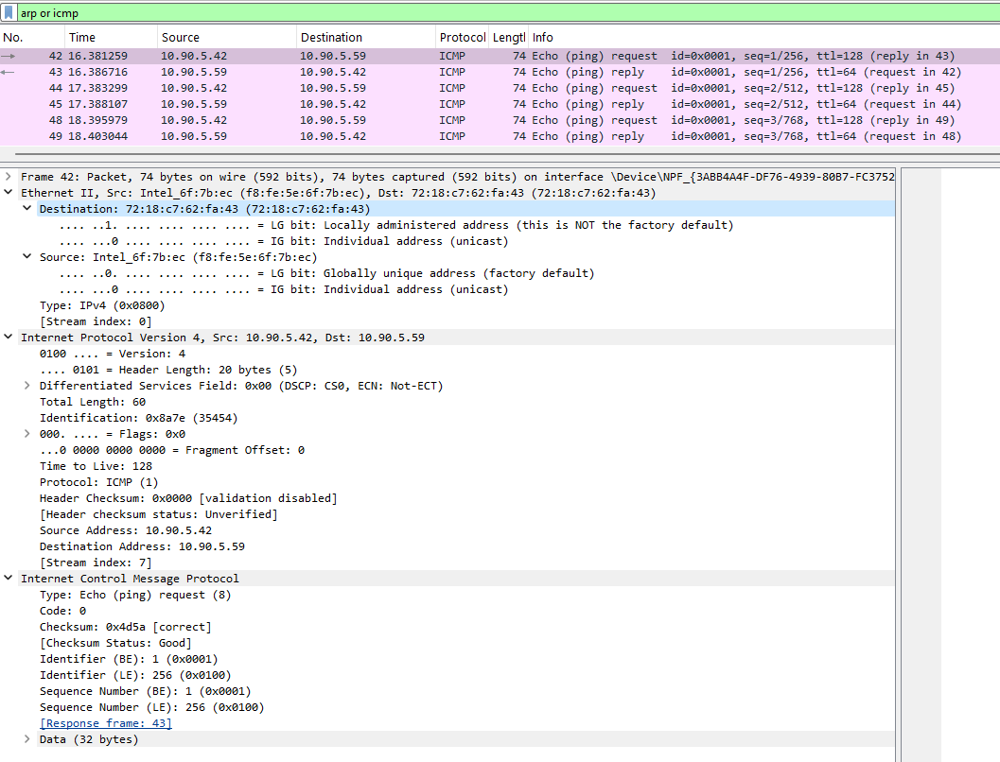 arp or icmp
No. Time Source Destination Protocol Lengtl Info
42 16.381259 10.90.5.42 10.90.5.59 ICMP 74 Echo (ping) request id=0x0001, seq=1/256, ttl=128 (reply in 43)
43 16.386716 10.90.5.59 10.90.5.42 ICMP 74 Echo (ping) reply id=0x0001, seq=1/256, ttl=64 (request in 42)
44 17.383299 10.90.5.42 10.90.5.59 ICMP 74 Echo (ping) request id=0x0001, seq=2/512, ttl=128 (reply in 45)
45 17.388107 10.90.5.59 10.90.5.42 ICMP 74 Echo (ping) reply id=0x0001, seq=2/512, ttl=64 (request in 44)
48 18.395979 10.90.5.42 10.90.5.59 ICMP 74 Echo (ping) request id=0x0001, seq=3/768, ttl=128 (reply in 49)
49 18.403044 10.90.5.59 10.90.5.42 ICMP 74 Echo (ping) reply id=0x0001, seq=3/768, ttl=64 (request in 48)
Frame 42: Packet, 74 bytes on wire (592 bits), 74 bytes captured (592 bits) on interface \Device\NPF_{3ABB4A4F-DF76-4939-80B7-FC3752
Ethernet II, Src: Intel_6f:7b:ec (f8:fe:5e:6f:7b:ec), Dst: 72:18:c7:62:fa:43 (72:18:c7:62:fa:43)
Destination: 72:18:c7:62:fa:43 (72:18:c7:62:fa:43)
.... ..1. .... .... .... .... = LG bit: Locally administered address (this is NOT the factory default)
.... ...0 .... .... .... .... = IG bit: Individual address (unicast)
Source: Intel_6f:7b:ec (f8:fe:5e:6f:7b:ec)
.... ..0. .... .... .... .... = LG bit: Globally unique address (factory default)
.... ...0 .... .... .... .... = IG bit: Individual address (unicast)
Type: IPv4 (0x0800)
[Stream index: 0]
Internet Protocol Version 4, Src: 10.90.5.42, Dst: 10.90.5.59
0100 .... = Version: 4
.... 0101 = Header Length: 20 bytes (5)
Differentiated Services Field: 0x00 (DSCP: CS0, ECN: Not-ECT)
Total Length: 60
Identification: 0x8a7e (35454)
000. .... = Flags: 0x0
...0 0000 0000 0000 = Fragment Offset: 0
Time to Live: 128
Protocol: ICMP (1)
Header Checksum: 0x0000 [validation disabled]
[Header checksum status: Unverified]
Source Address: 10.90.5.42
Destination Address: 10.90.5.59
[Stream index: 7]
Internet Control Message Protocol
Type: Echo (ping) request (8)
Code: 0
Checksum: 0x4d5a [correct]
[Checksum Status: Good]
Identifier (BE): 1 (0x0001)
Identifier (LE): 256 (0x0100)
Sequence Number (BE): 1 (0x0001)
Sequence Number (LE): 256 (0x0100)
[Response frame: 43]
Data (32 bytes)